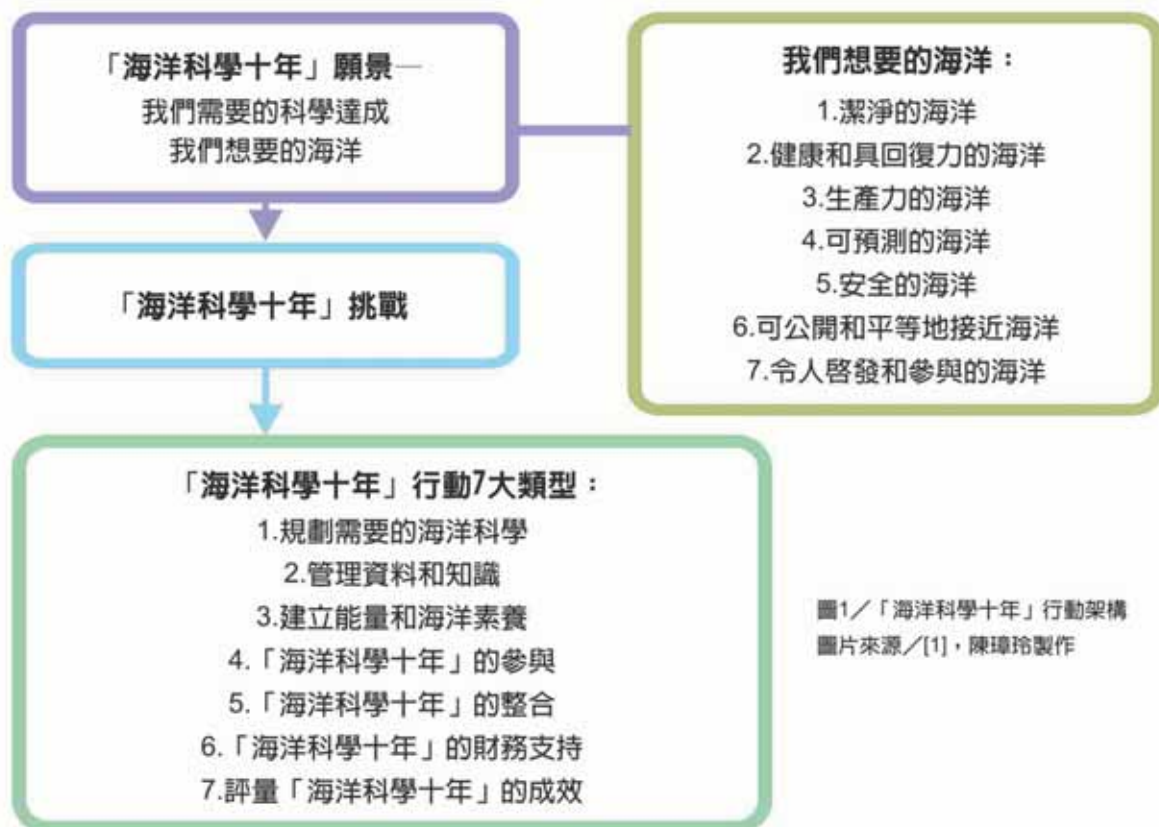 「海洋科學十年」願景—
我們需要的科學達成
我們想要的海洋
我們想要的海洋：
1.潔淨的海洋
2.健康和具回復力的海洋
3.生產力的海洋
4.可預測的海洋
5.安全的海洋
6.可公開和平等地接近海洋
7.令人啓發和參與的海洋
「海洋科學十年」挑戰
「海洋科學十年」行動7大類型：
1.規劃需要的海洋科學
2.管理資料和知識
3.建立能量和海洋素養
4.「海洋科學十年」的參與
5.「海洋科學十年」的整合
6.「海洋科學十年」的財務支持
7.評量「海洋科學十年」的成效
圖1／「海洋科學十年」行動架構
圖片來源／[1]，陳璋玲製作